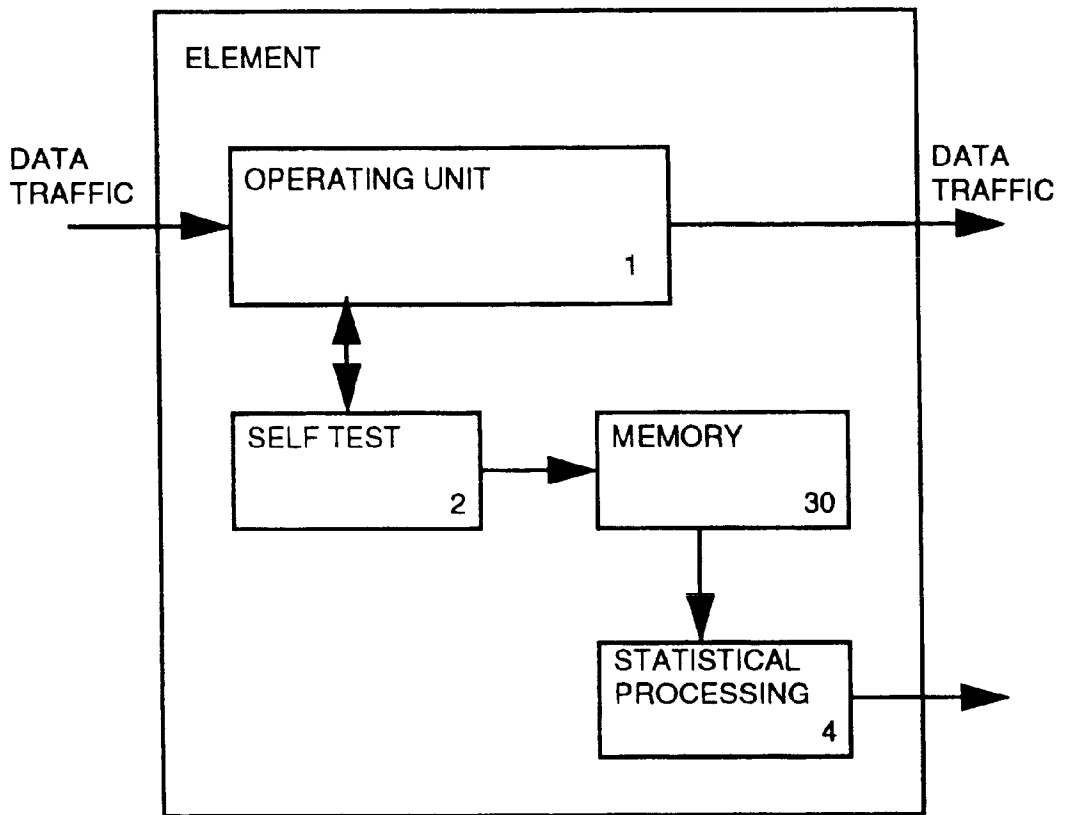 ELEMENT
DATA
TRAFFIC
OPERATING UNIT
1
DATA
TRAFFIC
SELF TEST
2
MEMORY
30
STATISTICAL
PROCESSING
4